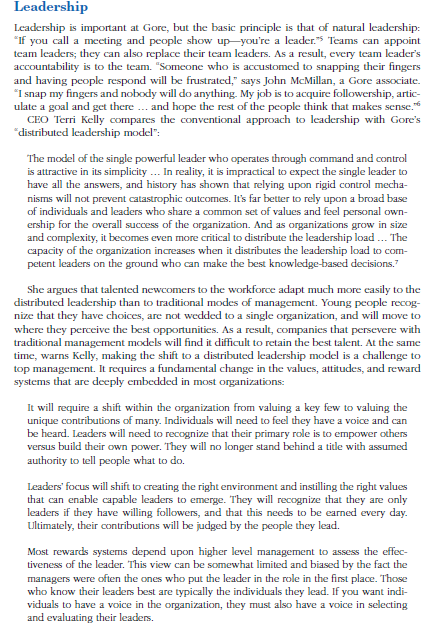 Leadership
Leadership is important at Gore, but the basic principle is that of natural leadership:
"If you call a meeting and people show up—you're a leader."5 Teams can appoint
team leaders; they can also replace their team leaders. As a result, every team leader's
accountability is to the team. "Someone who is accustomed to snapping their fingers
and having people respond will be frustrated," says John McMillan, a Gore associate.
"I snap my fingers and nobody will do anything. My job is to acquire followership, artic-
ulate a goal and get there … and hope the rest of the people think that makes sense."6
CEO Terri Kelly compares the conventional approach to leadership with Gore's
"distributed leadership model":
The model of the single powerful leader who operates through command and control
is attractive in its simplicity … In reality, it is impractical to expect the single leader to
have all the answers, and history has shown that relying upon rigid control mecha-
nisms will not prevent catastrophic outcomes. It's far better to rely upon a broad base
of individuals and leaders who share a common set of values and feel personal own-
ership for the overall success of the organization. And as organizations grow in size
and complexity, it becomes even more critical to distribute the leadership load … The
capacity of the organization increases when it distributes the leadership load to com-
petent leaders on the ground who can make the best knowledge-based decisions.7
She argues that talented newcomers to the workforce adapt much more easily to the
distributed leadership than to traditional modes of management. Young people recog-
nize that they have choices, are not wedded to a single organization, and will move to
where they perceive the best opportunities. As a result, companies that persevere with
traditional management models will find it difficult to retain the best talent. At the same
time, warns Kelly, making the shift to a distributed leadership model is a challenge to
top management. It requires a fundamental change in the values, attitudes, and reward
systems that are deeply embedded in most organizations:
It will require a shift within the organization from valuing a key few to valuing the
unique contributions of many. Individuals will need to feel they have a voice and can
be heard. Leaders will need to recognize that their primary role is to empower others
versus build their own power. They will no longer stand behind a title with assumed
authority to tell people what to do.
Leaders' focus will shift to creating the right environment and instilling the right values
that can enable capable leaders to emerge. They will recognize that they are only
leaders if they have willing followers, and that this needs to be earned every day.
Ultimately, their contributions will be judged by the people they lead.
Most rewards systems depend upon higher level management to assess the effec-
tiveness of the leader. This view can be somewhat limited and biased by the fact the
managers were often the ones who put the leader in the role in the first place. Those
who know their leaders best are typically the individuals they lead. If you want indi-
viduals to have a voice in the organization, they must also have a voice in selecting
and evaluating their leaders.